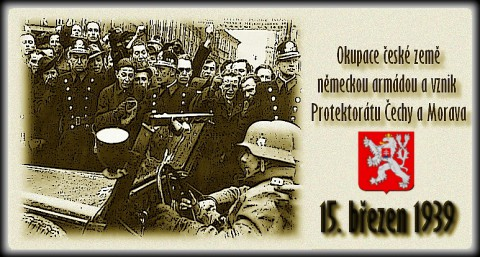 Okupace české země
německou armádou a vznik
Protektorátu Čechy a Morava
15. březen 1939